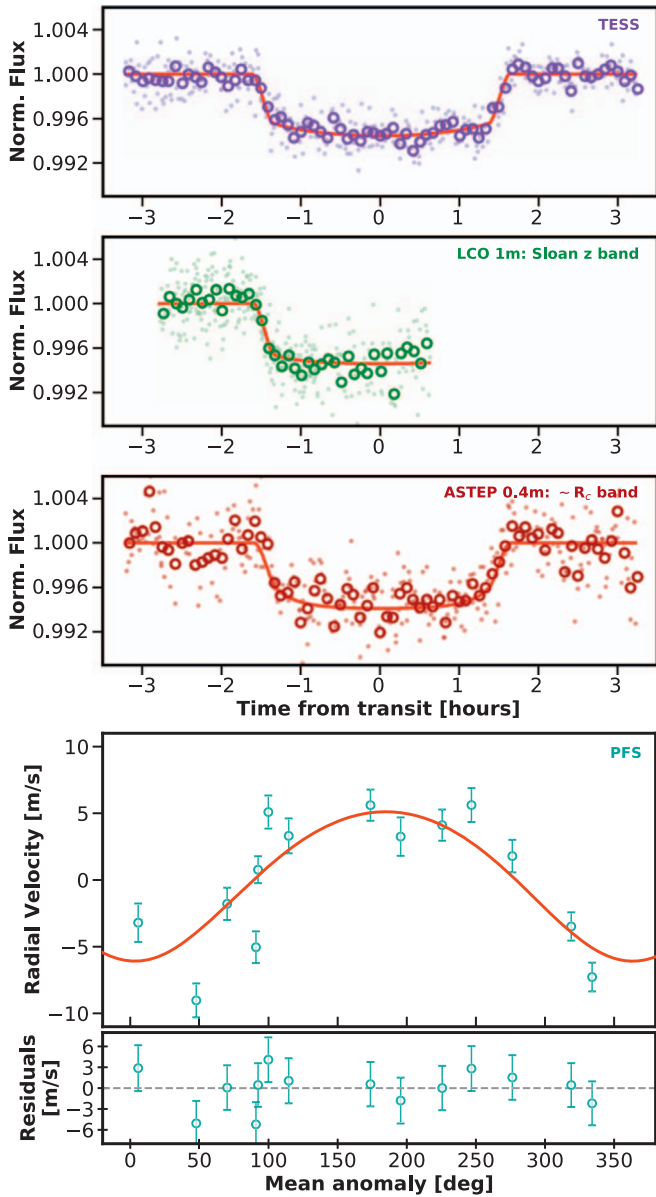 TESS
1.004
1.000
0.996
0.992
Norm. Flux
−3 −2 −1 0 1 2 3
LCO 1m: Sloan z band
1.004
1.000
0.996
0.992
Norm. Flux
−3 −2 −1 0 1 2 3
ASTEP 0.4m: ~ Rc band
1.004
1.000
0.996
0.992
Norm. Flux
−3 −2 −1 0 1 2 3
Time from transit [hours]
PFS
10
5
0
−5
−10
Radial Velocity [m/s]
6
3
0
−3
−6
Residuals
[m/s]
0 50 100 150 200 250 300 350
Mean anomaly [deg]